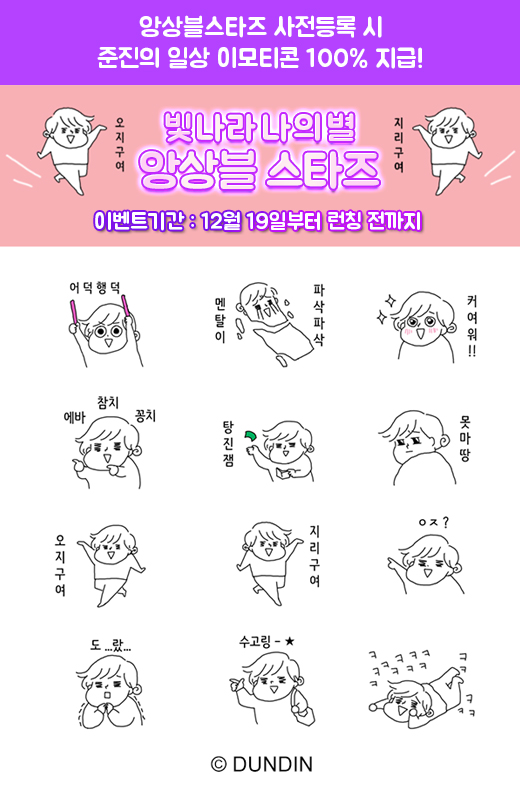 앙상블스타즈 사전등록 시
준진의 일상 이모티콘 100% 지급!
오지구여
빛나라 나의 별
앙상블 스타즈
지리구여
이벤트기간 : 12월 19일부터 런칭 전까지
어덕행덕
멘탈이
파삭파삭
커여워!!
에바
참치
꽁치
탕진잼
못마땅
오지구여
지리구여
ㅇㅈ?
도...랐...
수고링-★
ㅋㅋㅋㅋㅋㅋㅋㅋㅋ
ㅋㅋㅋ
© DUNDIN